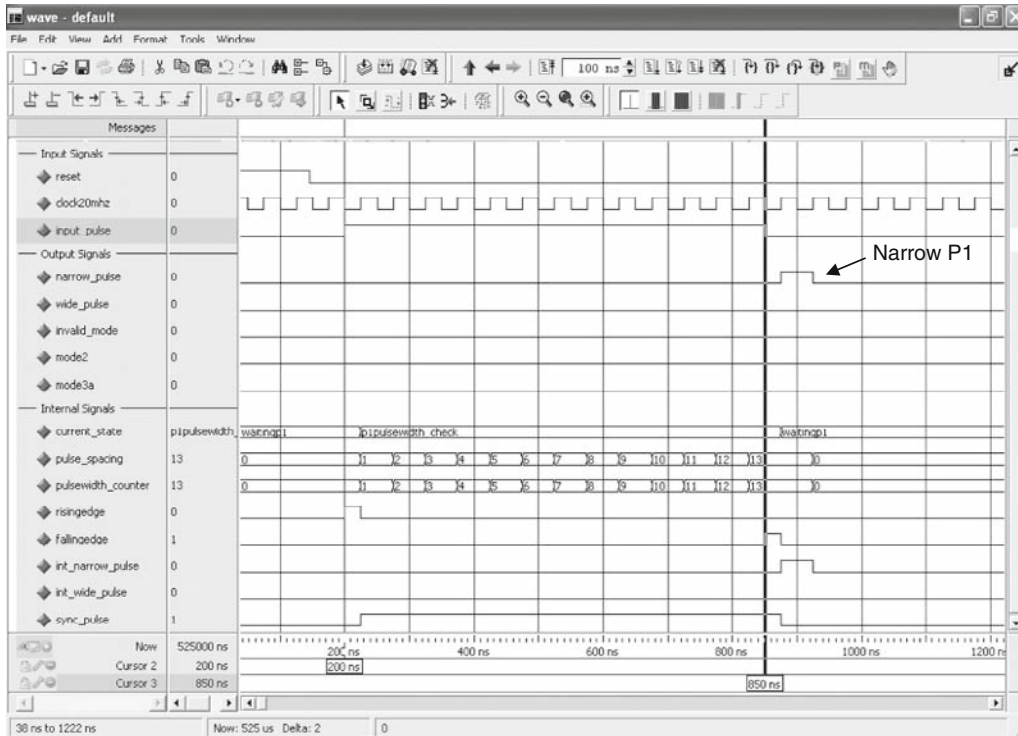 wave - default
File Edit View Add Format Tools Window
100 ns
Messages
Input Signals
reset 0
clock20mhz 0
input_pulse 0
Output Signals
narrow_pulse 0
Narrow P1
wide_pulse 0
invalid_mode 0
mode2 0
mode3a 0
Internal Signals
current_state p1pulsewidth_ waitingp1 p1pulsewidth_check waitingp1
pulse_spacing 13 0 1 2 3 4 5 6 7 8 9 10 11 12 13 0
pulsewidth_counter 13 0 1 2 3 4 5 6 7 8 9 10 11 12 13 0
risingedge 0
fallingedge 1
int_narrow_pulse 0
int_wide_pulse 0
sync_pulse 1
Now 525000 ns 200 ns 400 ns 600 ns 800 ns 1000 ns 1200 n
Cursor 2 200 ns 200 ns
Cursor 3 850 ns 850 ns
38 ns to 1222 ns Now: 525 us Delta: 2 0